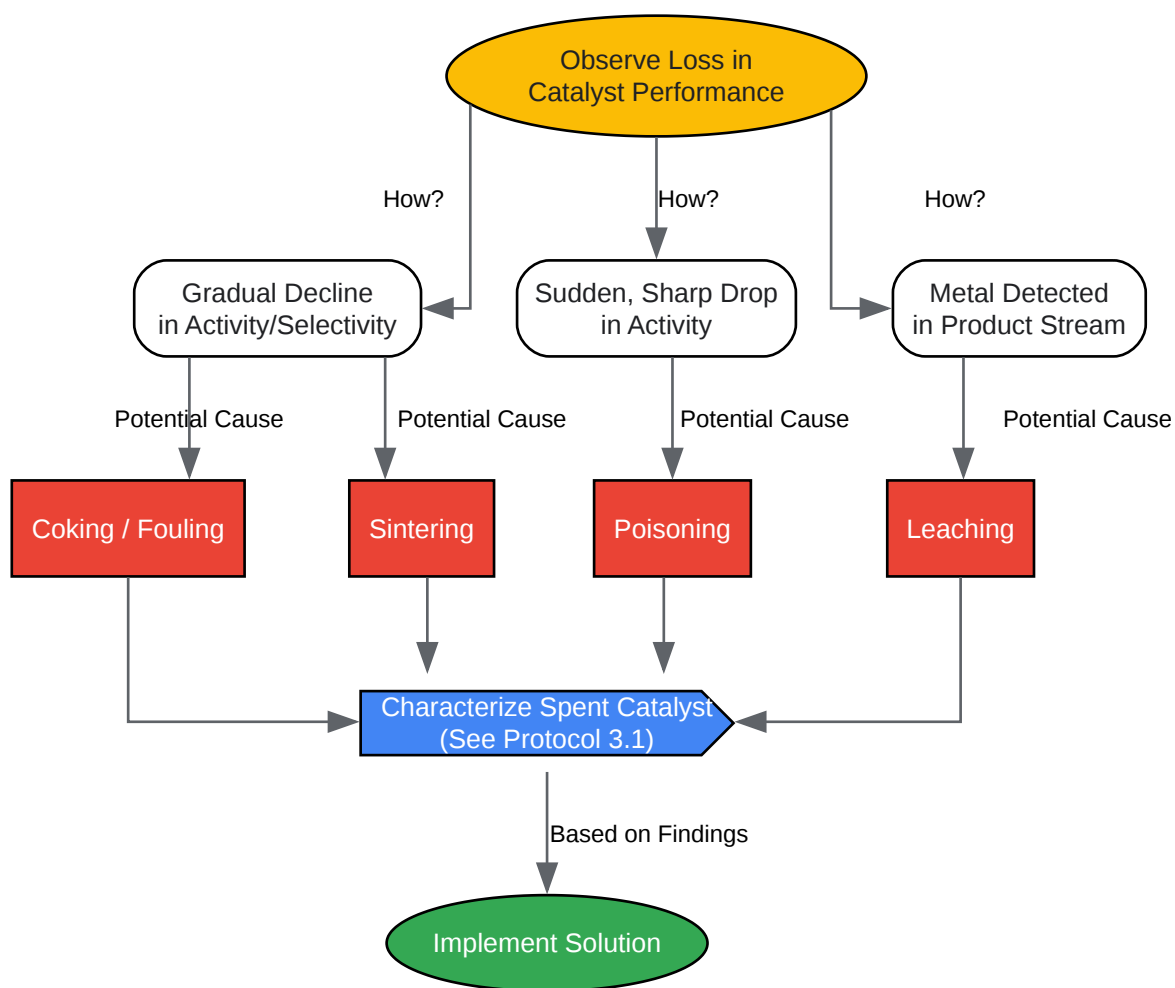 Observe Loss in
Catalyst Performance
How?
How?
How?
Gradual Decline
in Activity/Selectivity
Sudden, Sharp Drop
in Activity
Metal Detected
in Product Stream
Potential Cause
Potential Cause
Potential Cause
Potential Cause
Coking / Fouling
Sintering
Poisoning
Leaching
Characterize Spent Catalyst
(See Protocol 3.1)
Based on Findings
Implement Solution